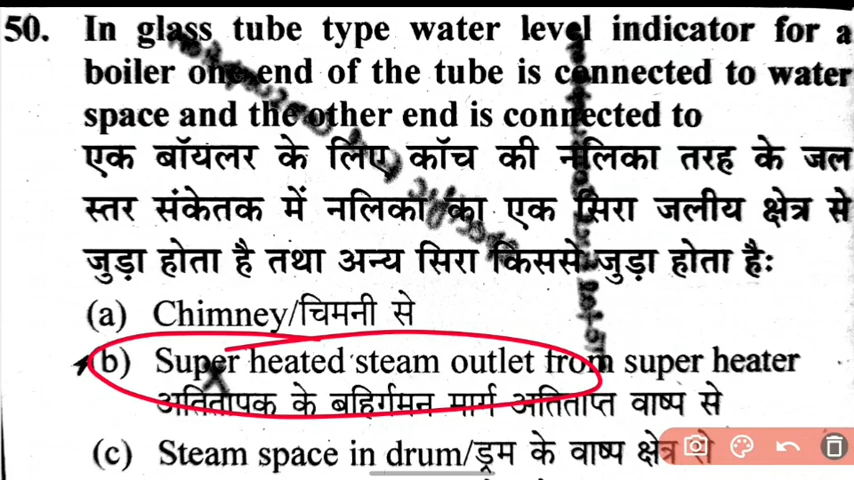 50. In glass tube type water level indicator for a
boiler one end of the tube is connected to water
space and the other end is connected to
एक बॉयलर के लिए काँच की नलिका तरह के जल
स्तर संकेतक में नलिका का एक सिरा जलीय क्षेत्र से
जुड़ा होता है तथा अन्य सिरा किससे जुड़ा होता हैः
(a) Chimney/चिमनी से
(b) Super heated steam outlet from super heater
अतितापक के बहिर्गमन मार्ग अतितप्त वाष्प से
(c) Steam space in drum/ड्रम के वाष्प क्षेत्र से